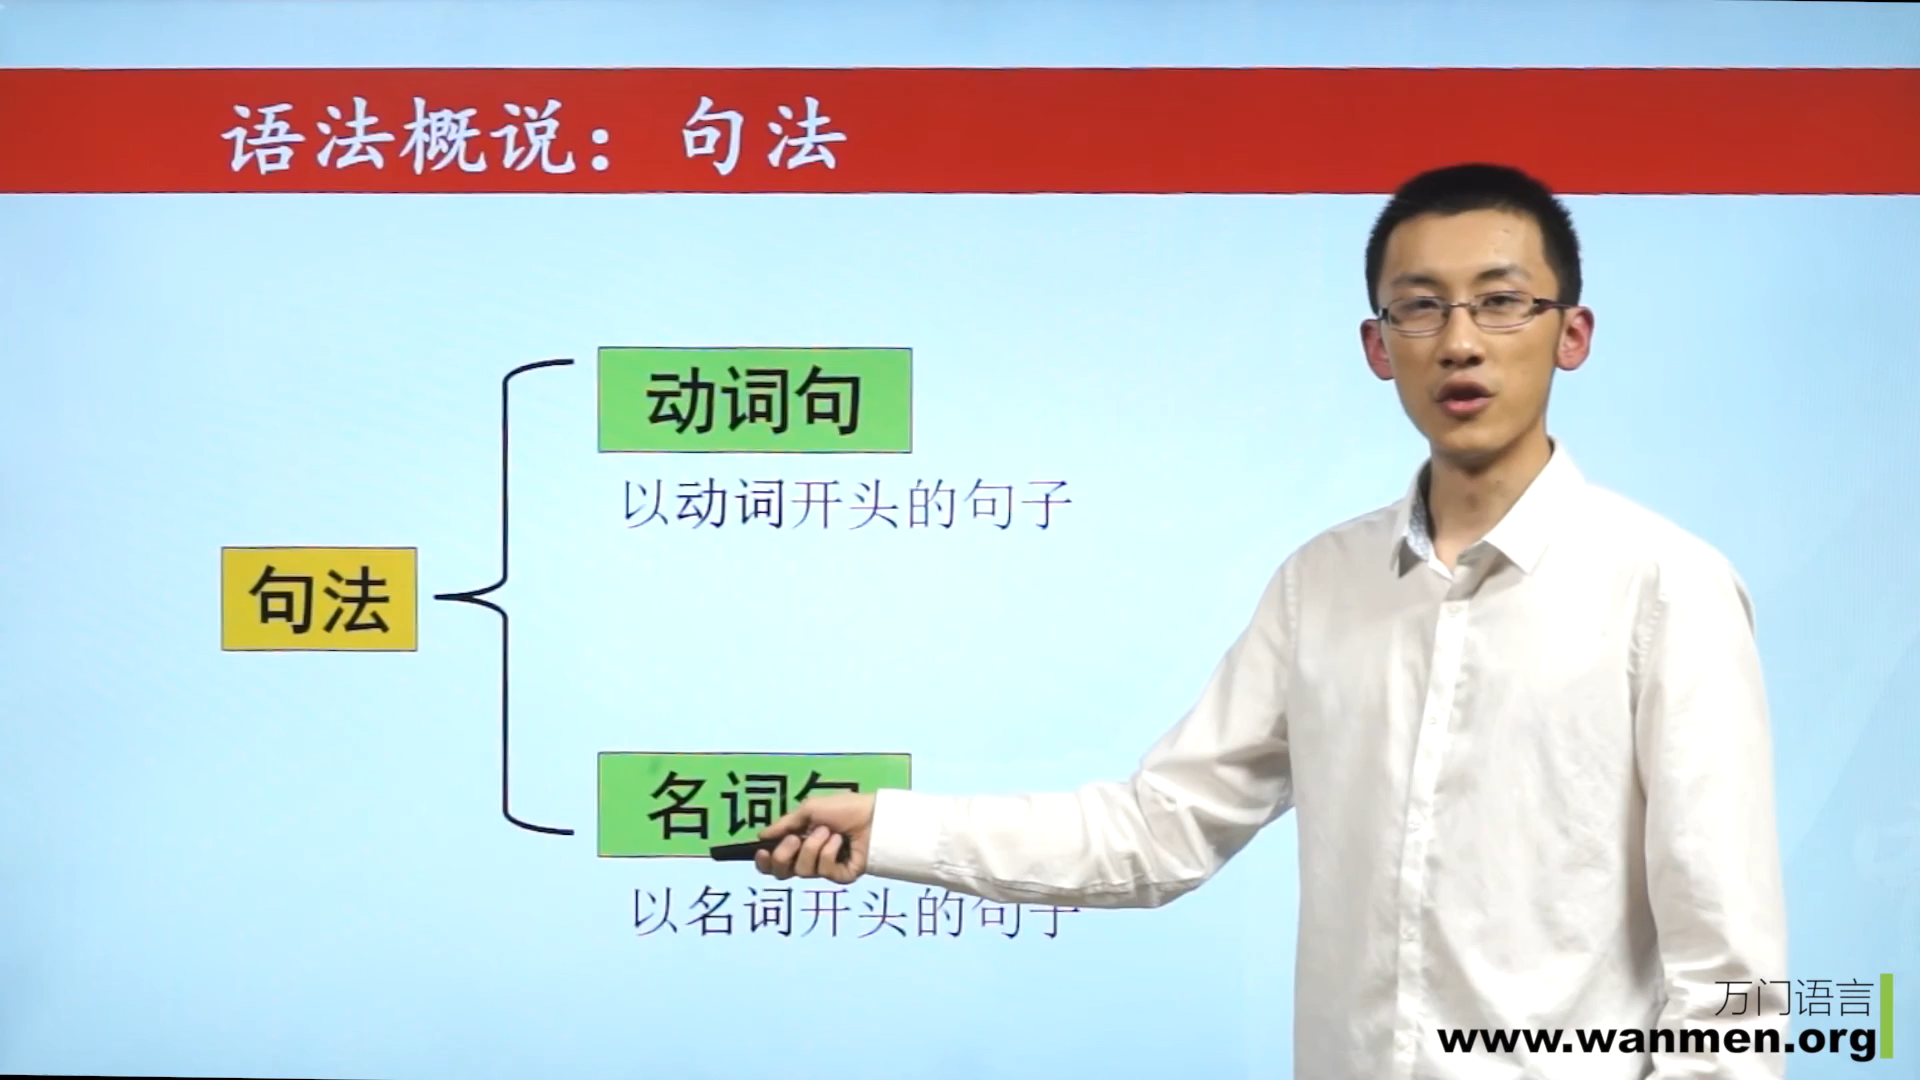 语法概说：句法
动词句
以动词开头的句子
句法
名词句
以名词开头的句子
万门语言
www.wanmen.org